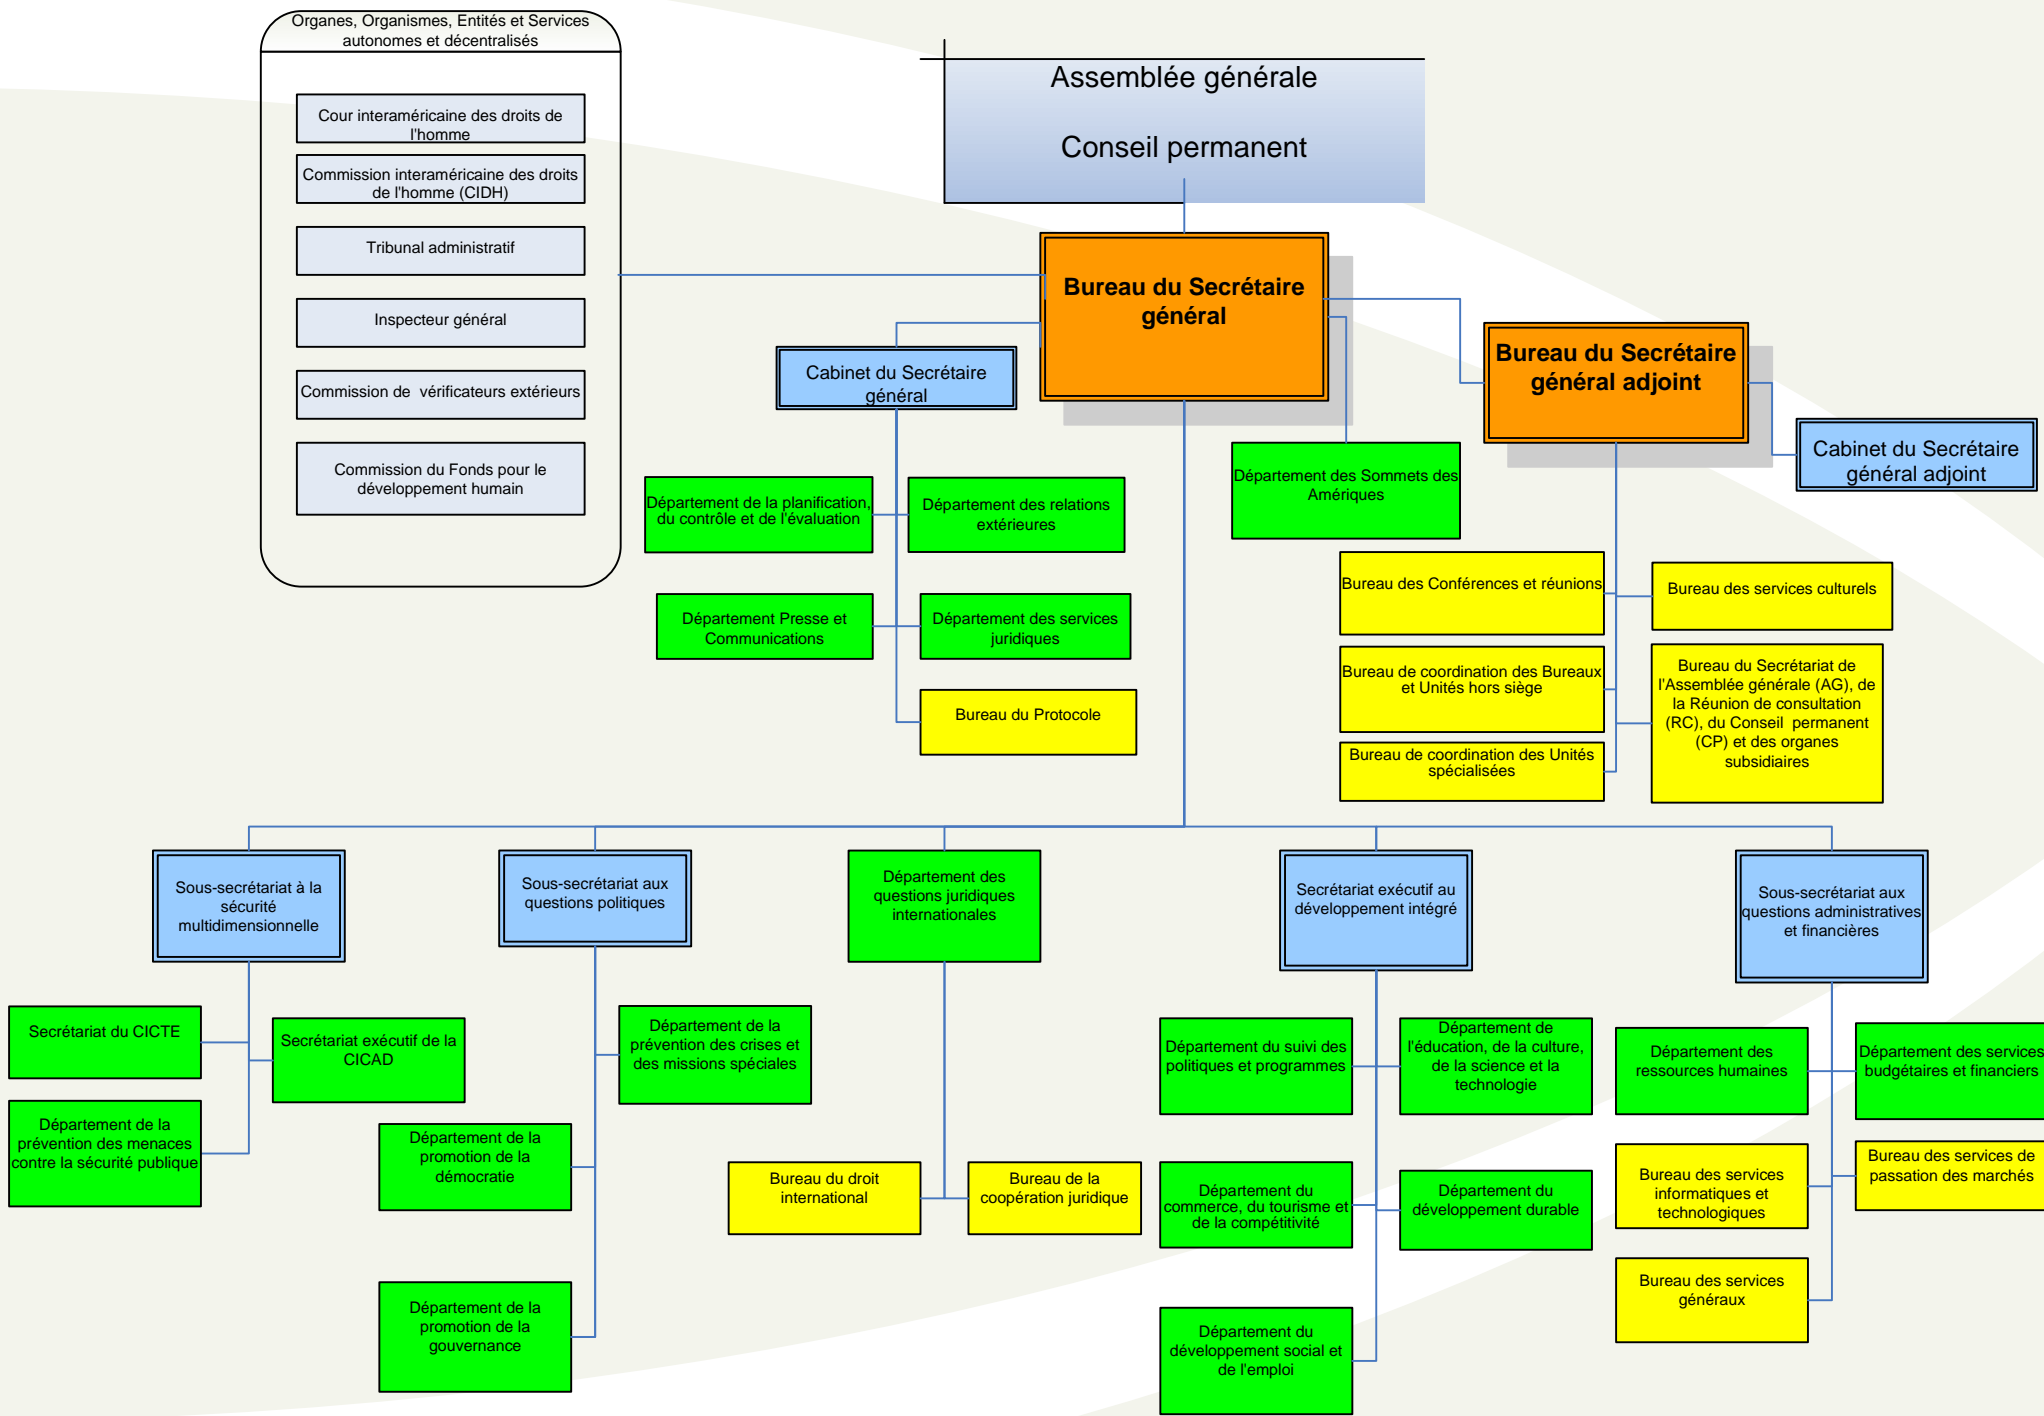 Organes, Organismes, Entités et Services
autonomes et décentralisés
Cour interaméricaine des droits de
l'homme
Commission interaméricaine des droits
de l'homme (CIDH)
Tribunal administratif
Inspecteur général
Commission de  vérificateurs extérieurs
Commission du Fonds pour le
développement humain
Assemblée générale
Conseil permanent
Bureau du Secrétaire
général
Bureau du Secrétaire
général adjoint
Cabinet du Secrétaire
général
Cabinet du Secrétaire
général adjoint
Département de la planification,
du contrôle et de l'évaluation
Département des relations
extérieures
Département des Sommets des
Amériques
Département Presse et
Communications
Département des services
juridiques
Bureau du Protocole
Bureau des Conférences et réunions
Bureau des services culturels
Bureau de coordination des Bureaux
et Unités hors siège
Bureau du Secrétariat de
l'Assemblée générale (AG), de
la Réunion de consultation
(RC), du Conseil  permanent
(CP) et des organes
subsidiaires
Bureau de coordination des Unités
spécialisées
Sous-secrétariat à la
sécurité
multidimensionnelle
Sous-secrétariat aux
questions politiques
Département des
questions juridiques
internationales
Secrétariat exécutif au
développement intégré
Sous-secrétariat aux
questions administratives
et financières
Secrétariat du CICTE
Secrétariat exécutif de la
CICAD
Département de la
prévention des menaces
contre la sécurité publique
Département de la
prévention des crises et
des missions spéciales
Département de la
promotion de la
démocratie
Département de la
promotion de la
gouvernance
Bureau du droit
international
Bureau de la
coopération juridique
Département du suivi des
politiques et programmes
Département de
l'éducation, de la culture,
de la science et la
technologie
Département du
commerce, du tourisme et
de la compétitivité
Département du
développement durable
Département du
développement social et
de l'emploi
Département des
ressources humaines
Département des services
budgétaires et financiers
Bureau des services
informatiques et
technologiques
Bureau des services de
passation des marchés
Bureau des services
généraux